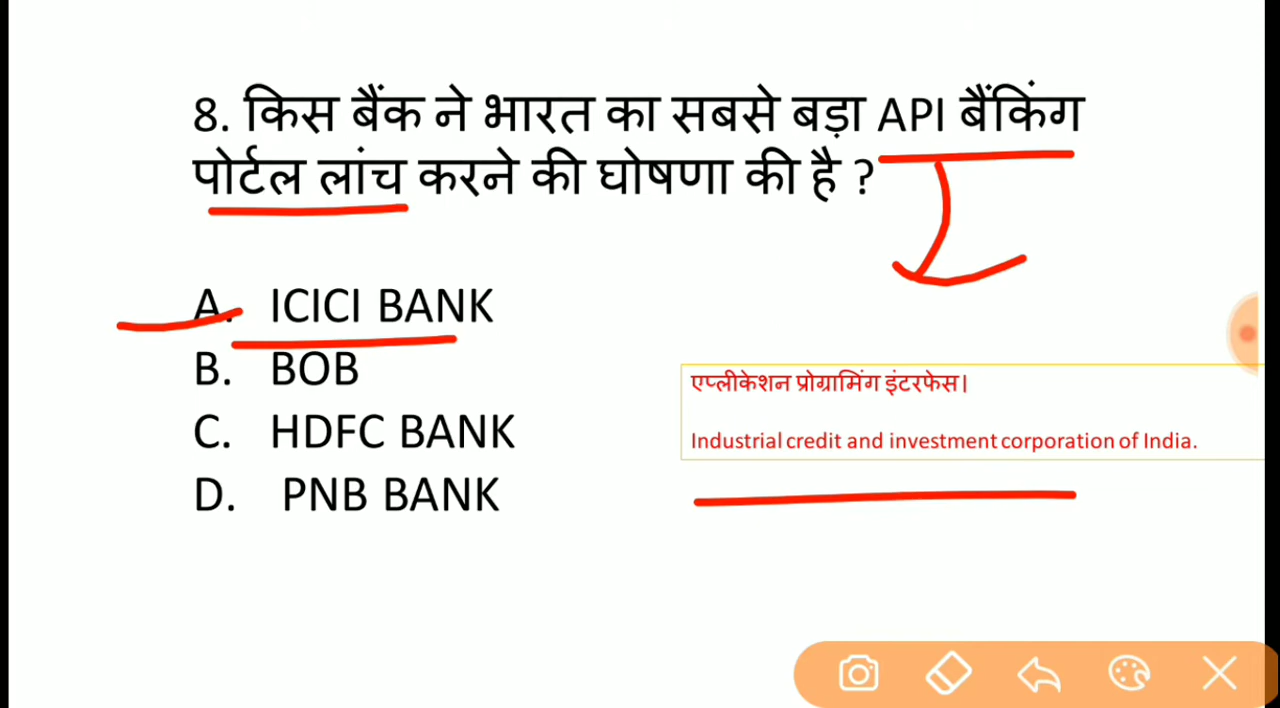 8. किस बैंक ने भारत का सबसे बड़ा API बैंकिंग
पोर्टल लांच करने की घोषणा की है ?
A. ICICI BANK
B. BOB
C. HDFC BANK
D. PNB BANK
एप्लीकेशन प्रोग्रामिंग इंटरफेस।
Industrial credit and investment corporation of India.